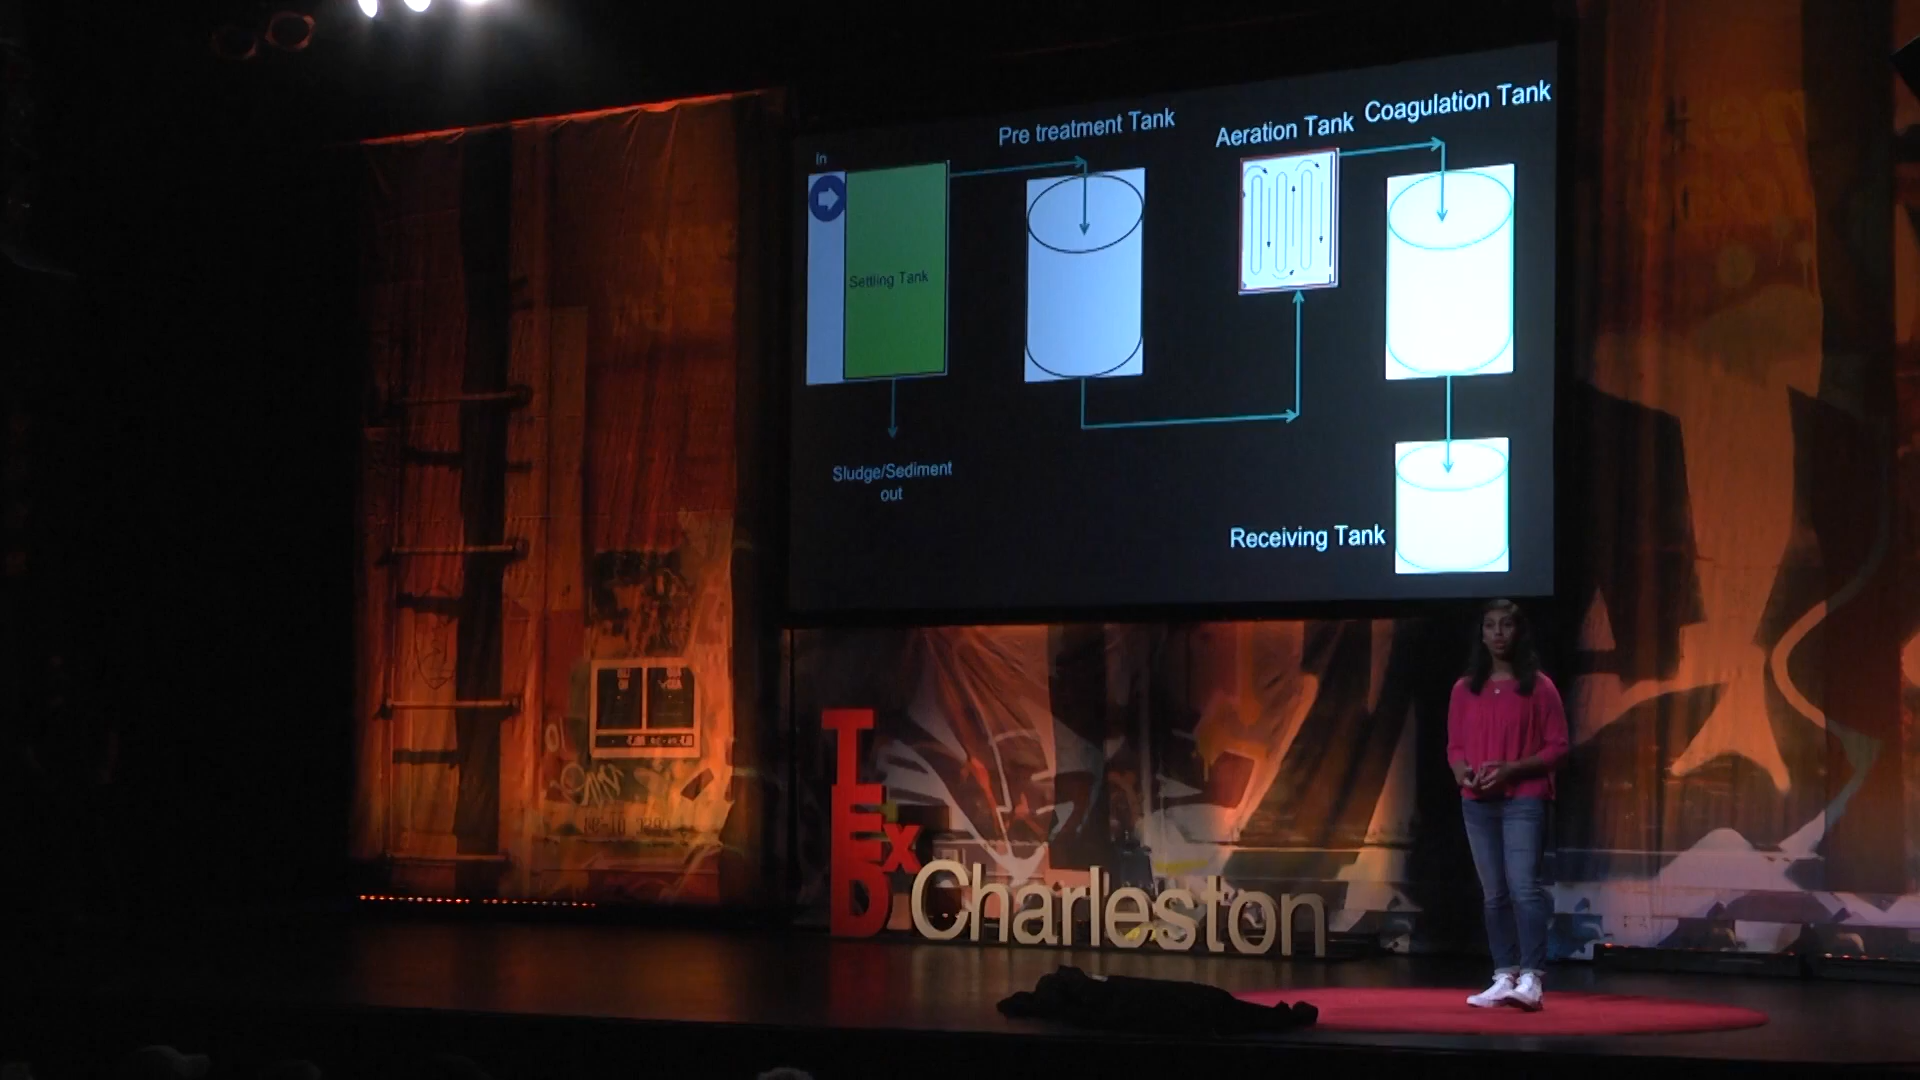 Pre treatment Tank
Aeration Tank
Coagulation Tank
In
Settling Tank
Sludge/Sediment
out
Receiving Tank
TEDx
Charleston